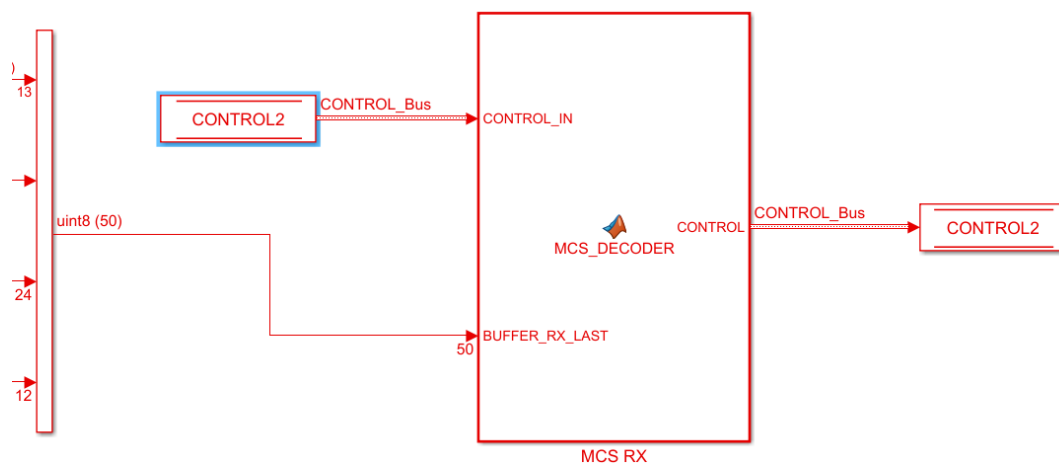 )
13
24
12
uint8 (50)
CONTROL2
CONTROL_Bus
CONTROL_IN
MCS_DECODER
CONTROL
BUFFER_RX_LAST
50
MCS RX
CONTROL_Bus
CONTROL2